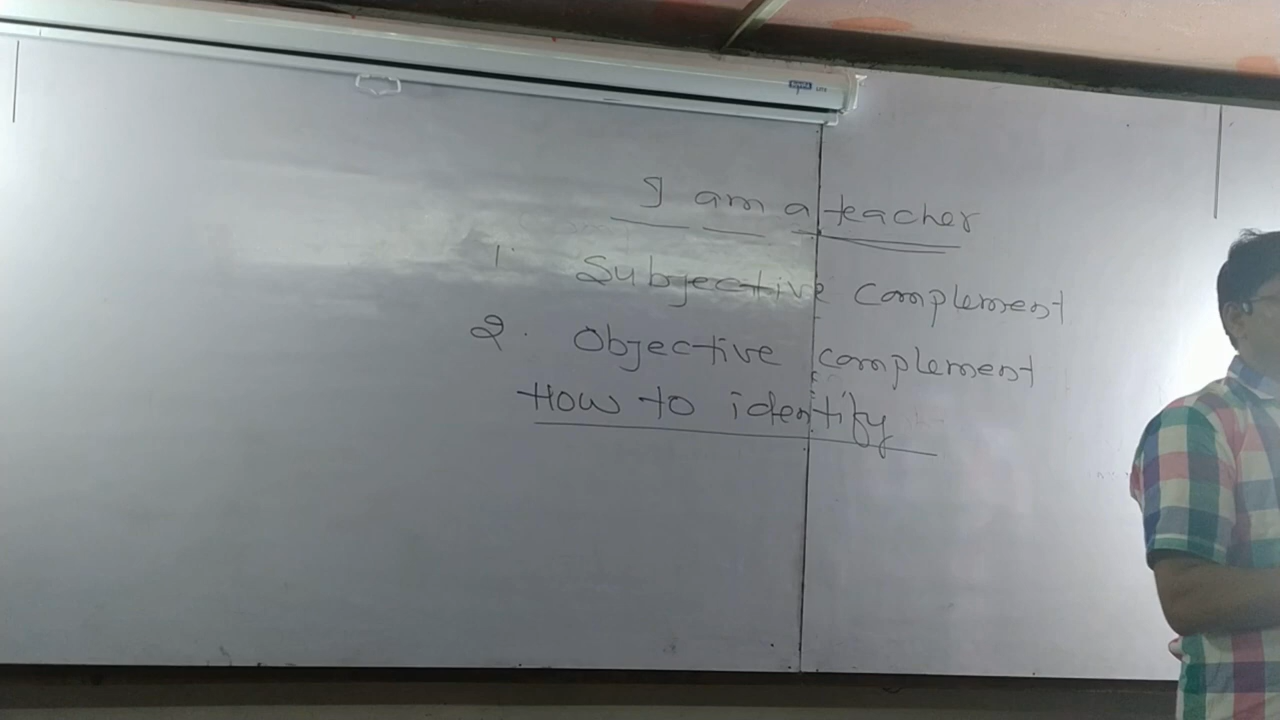 I am a teacher
1. Subjective complement
2. Objective complement
How to identify